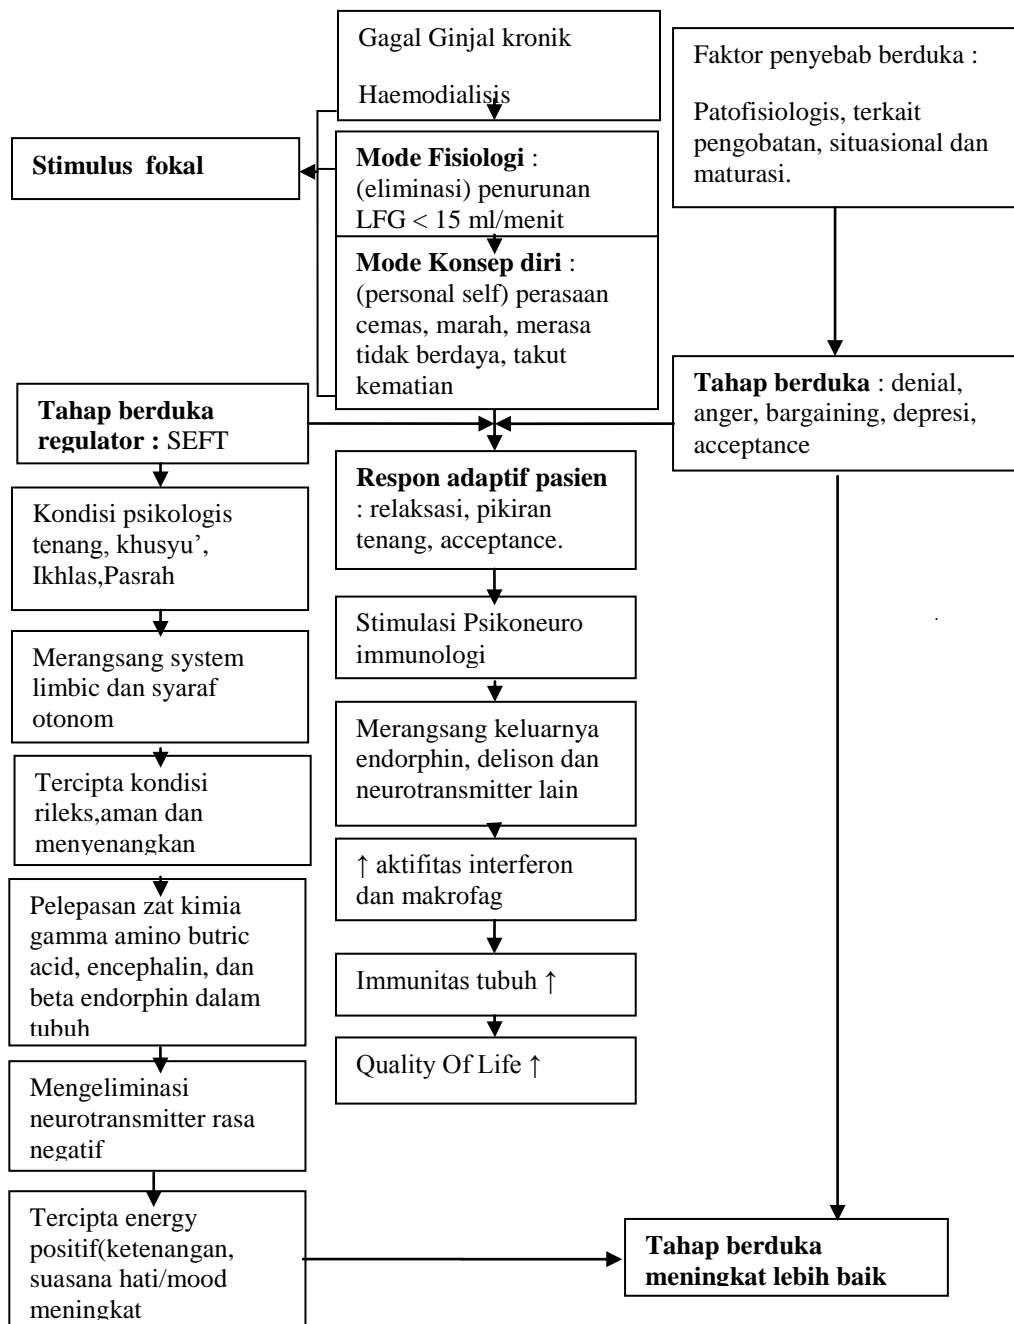 Gagal Ginjal kronik
Haemodialisis
Faktor penyebab berduka :
Patofisiologis, terkait
pengobatan, situasional dan
maturasi.
Stimulus fokal
Mode Fisiologi :
(eliminasi) penurunan
LFG < 15 ml/menit
Mode Konsep diri :
(personal self) perasaan
cemas, marah, merasa
tidak berdaya, takut
kematian
Tahap berduka
regulator : SEFT
Tahap berduka : denial,
anger, bargaining, depresi,
acceptance
Respon adaptif pasien
: relaksasi, pikiran
tenang, acceptance.
Kondisi psikologis
tenang, khusyu’,
Ikhlas,Pasrah
Stimulasi Psikoneuro
immunologi
Merangsang system
limbic dan syaraf
otonom
Merangsang keluarnya
endorphin, delison dan
neurotransmitter lain
Tercipta kondisi
rileks,aman dan
menyenangkan
↑ aktifitas interferon
dan makrofag
Pelepasan zat kimia
gamma amino butric
acid, encephalin, dan
beta endorphin dalam
tubuh
Immunitas tubuh ↑
Quality Of Life ↑
Mengeliminasi
neurotransmitter rasa
negatif
Tercipta energy
positif(ketenangan,
suasana hati/mood
meningkat
Tahap berduka
meningkat lebih baik